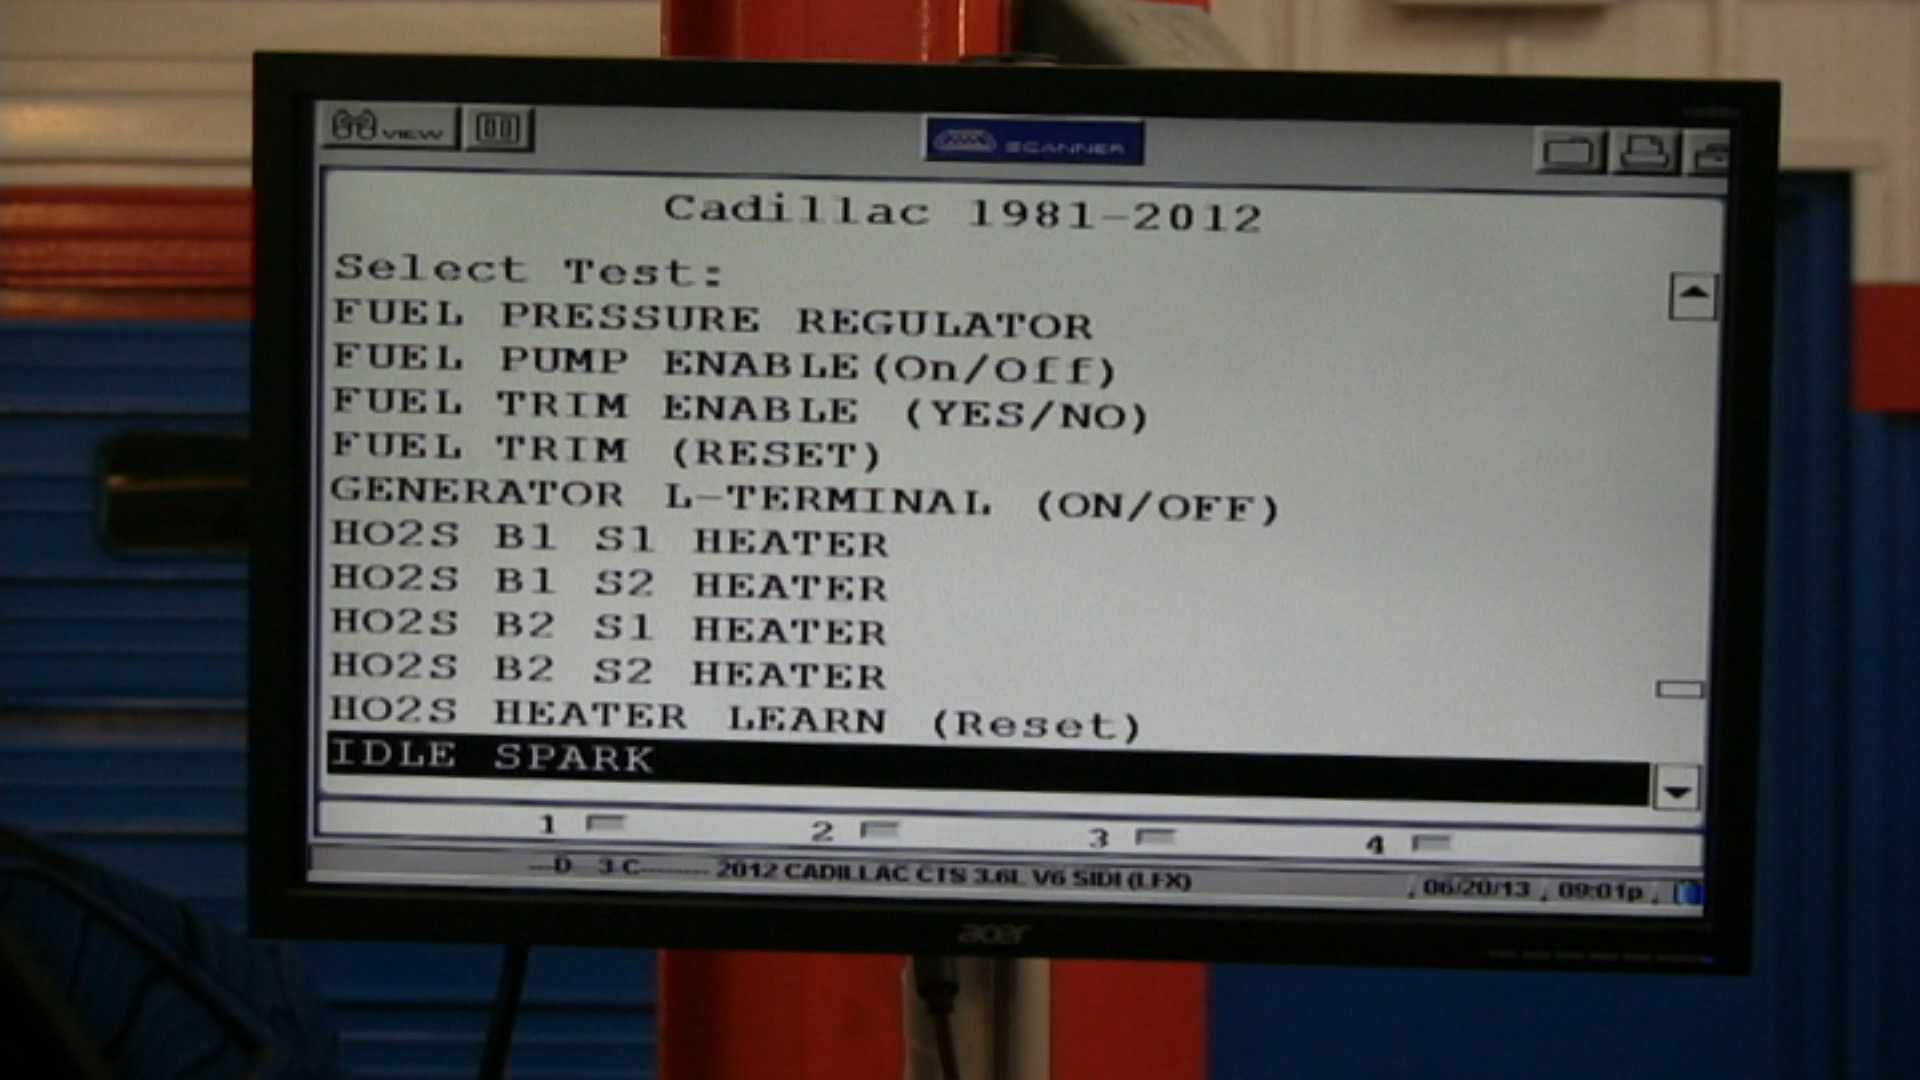 VIEW
SCANNER
Cadillac 1981-2012
Select Test:
FUEL PRESSURE REGULATOR
FUEL PUMP ENABLE(On/Off)
FUEL TRIM ENABLE (YES/NO)
FUEL TRIM (RESET)
GENERATOR L-TERMINAL (ON/OFF)
HO2S B1 S1 HEATER
HO2S B1 S2 HEATER
HO2S B2 S1 HEATER
HO2S B2 S2 HEATER
HO2S HEATER LEARN (Reset)
IDLE SPARK
1 2 3 4
---D 3 C-------- 2012 CADILLAC CTS 3.6L V6 SIDI (LFX) , 06/20/13 , 09:01p ,
acer